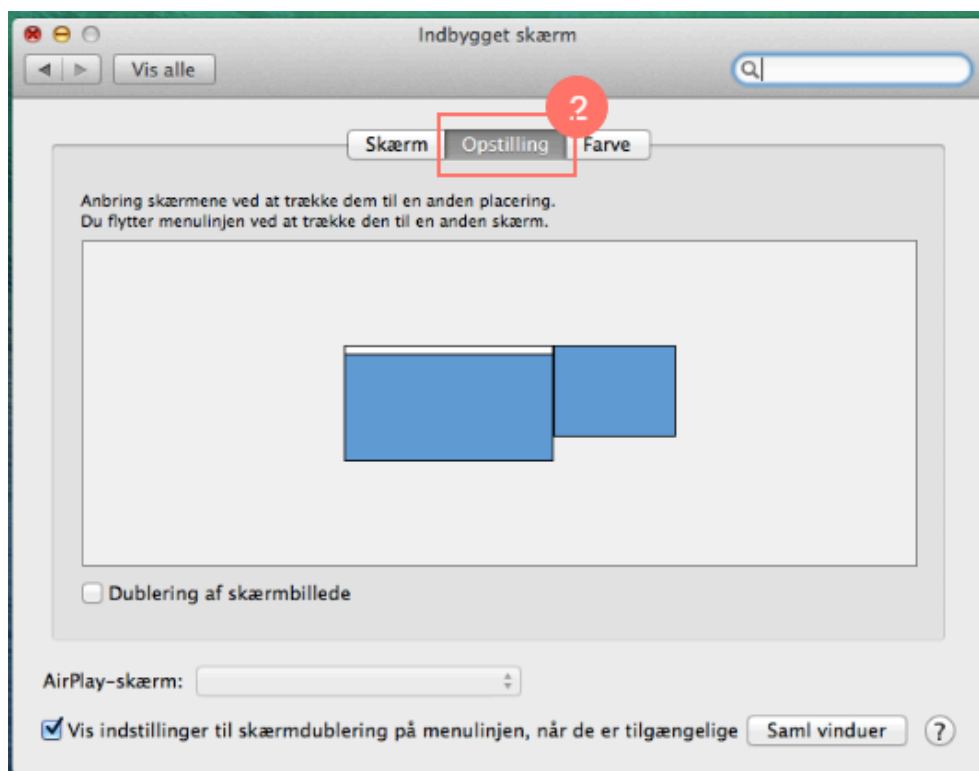 Indbygget skærm
Vis alle
2
Skærm Opstilling Farve
Anbring skærmene ved at trække dem til en anden placering.
Du flytter menulinjen ved at trække den til en anden skærm.
Dublering af skærmbillede
AirPlay-skærm:
Vis indstillinger til skærmdublering på menulinjen, når de er tilgængelige Saml vinduer ?